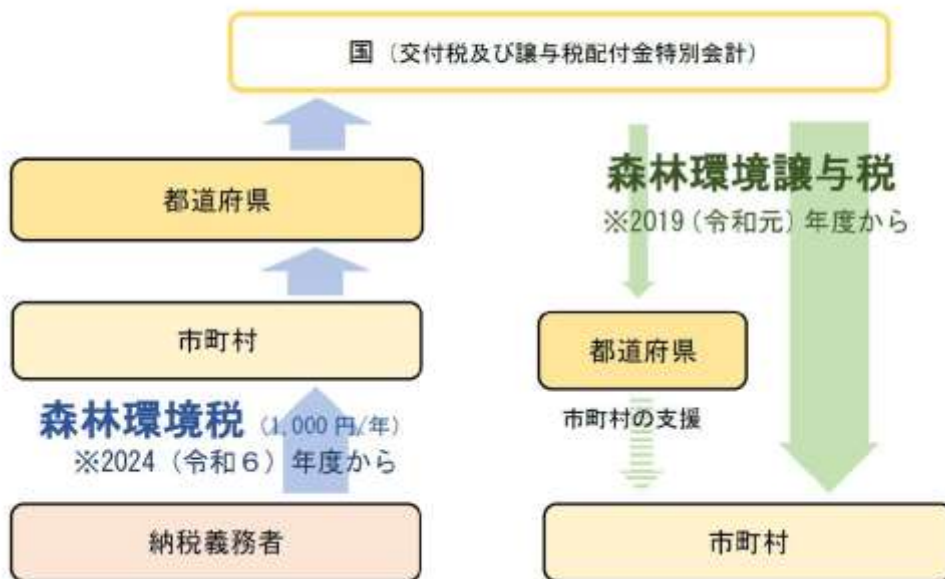 国（交付税及び譲与税配付金特別会計）
都道府県
市町村
森林環境税（1,000円/年）
※2024（令和６）年度から
納税義務者
森林環境譲与税
※2019（令和元）年度から
都道府県
市町村の支援
市町村